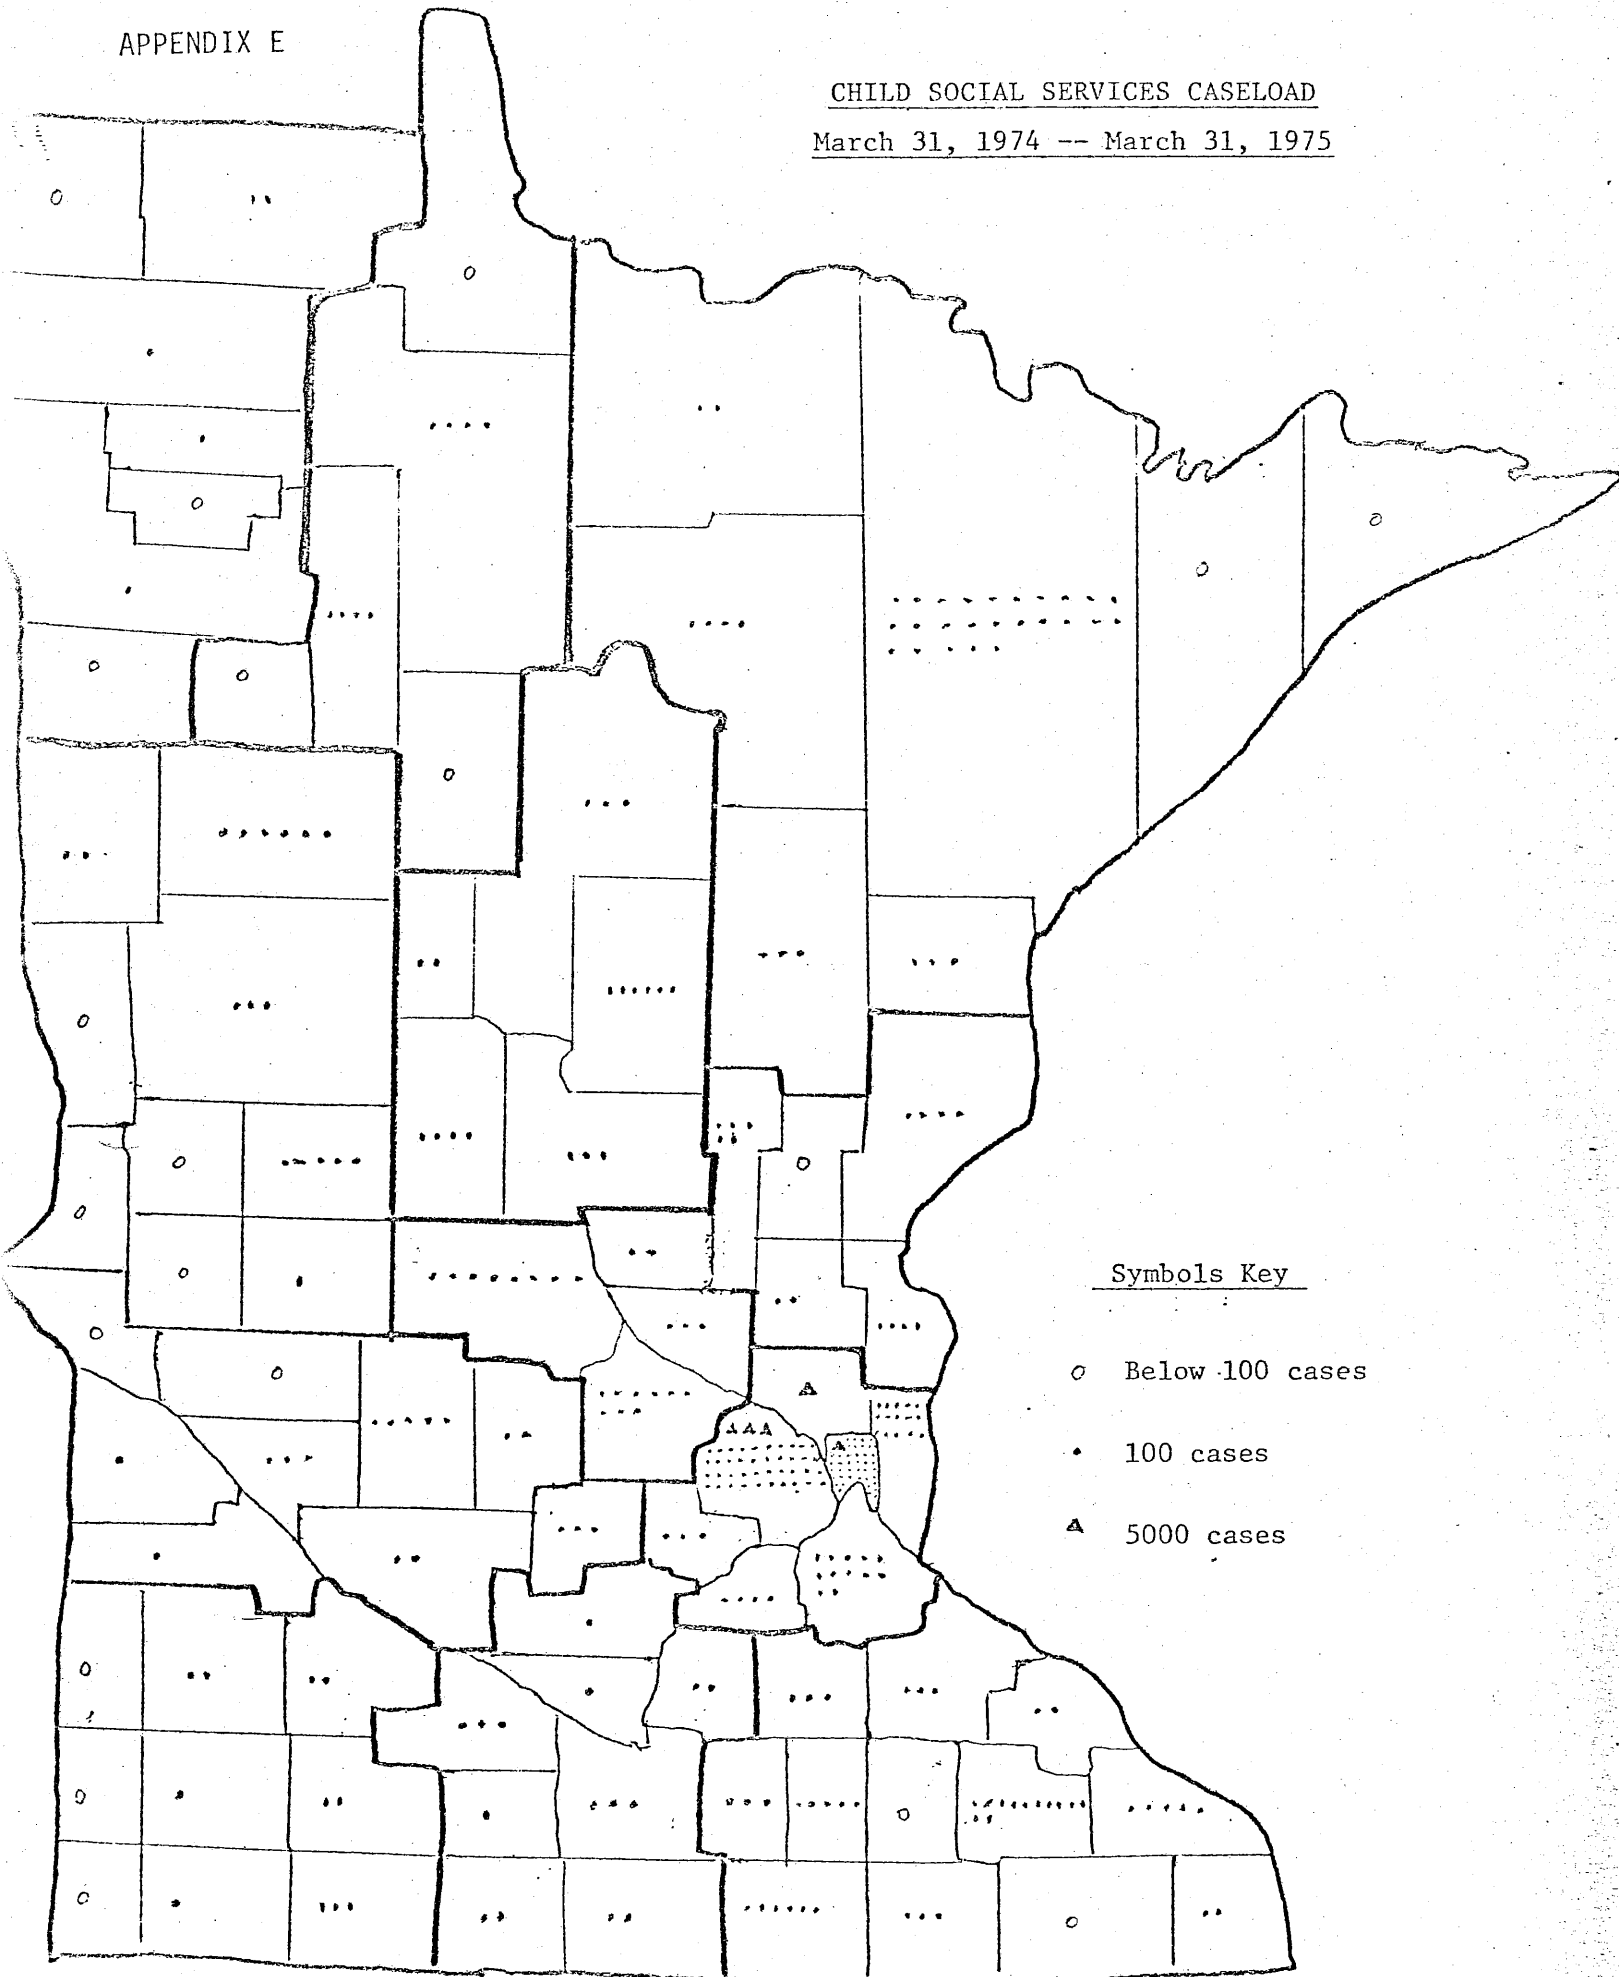 APPENDIX E
CHILD SOCIAL SERVICES CASELOAD
March 31, 1974 -- March 31, 1975
Symbols Key
Below 100 cases
100 cases
5000 cases